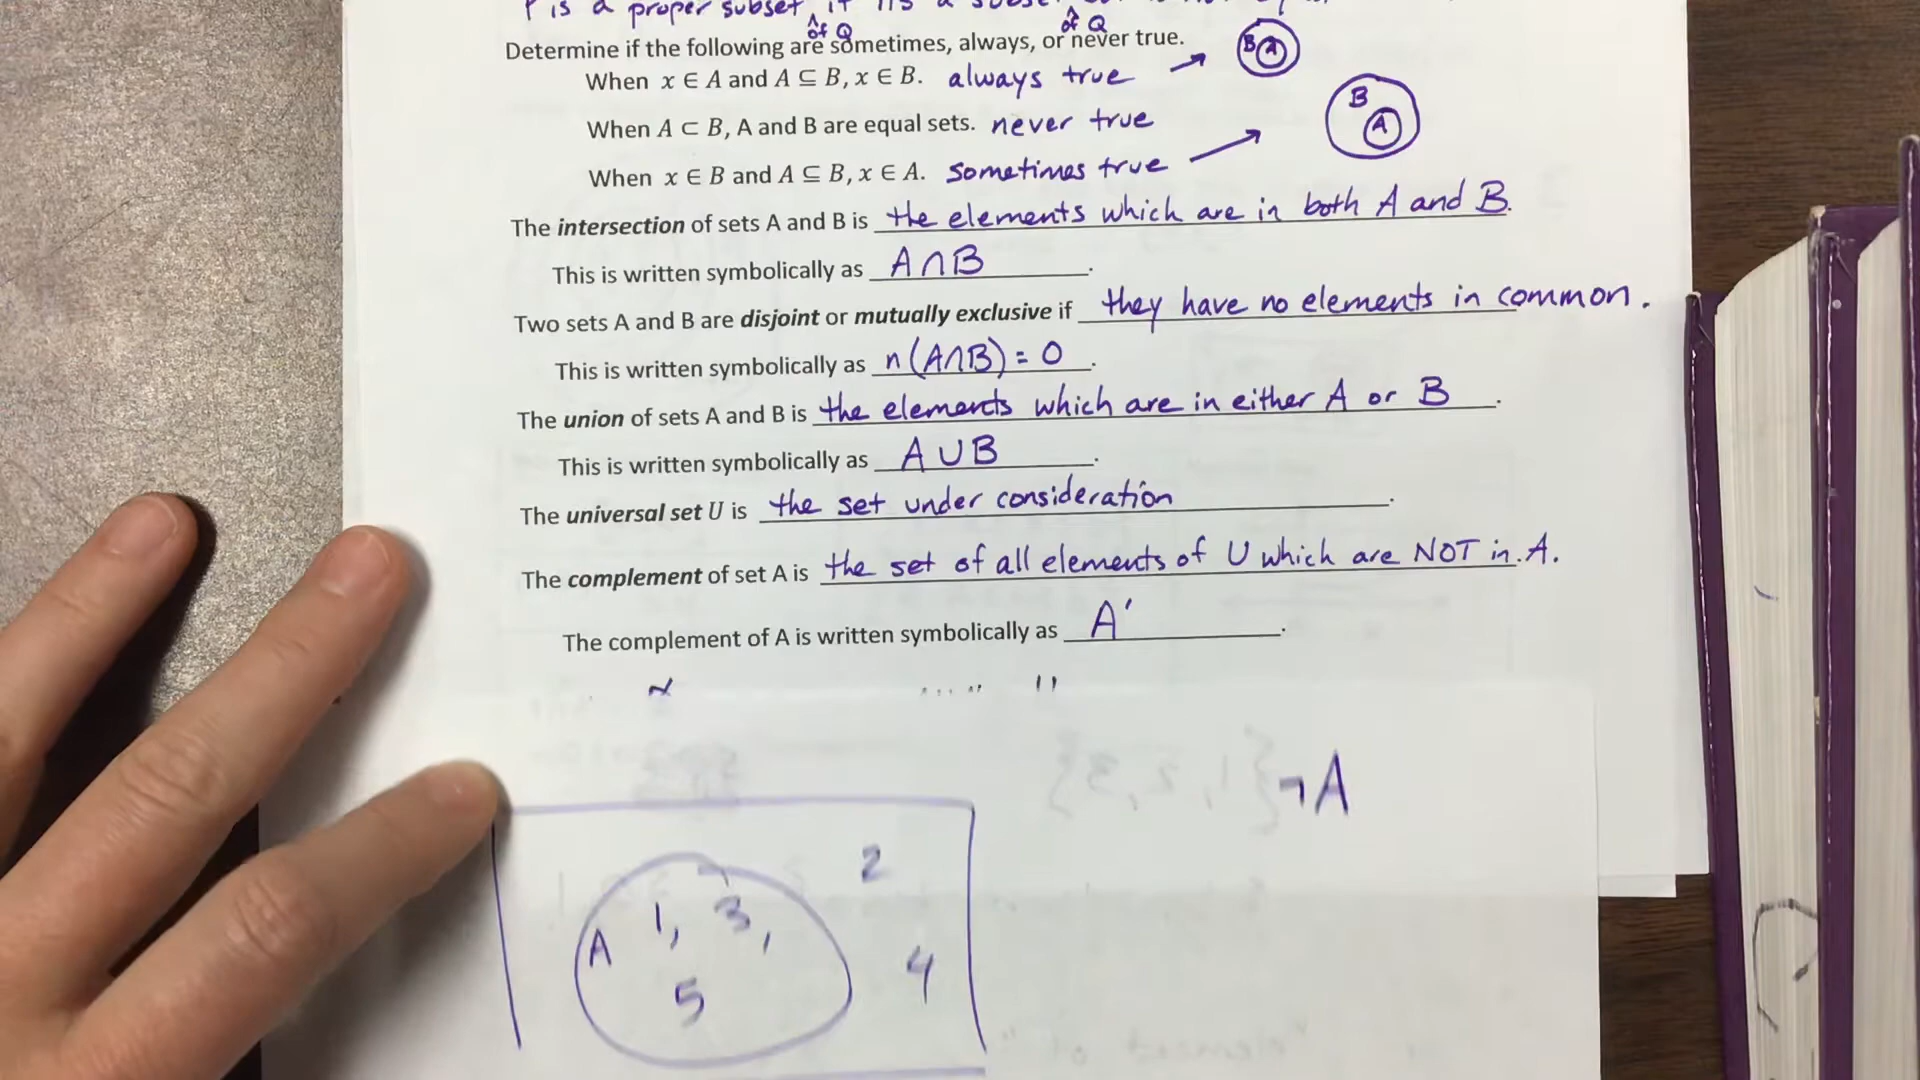 P is a proper subset of Q if it's a subset of Q
Determine if the following are sometimes, always, or never true.
When x ∈ A and A ⊆ B, x ∈ B. always true
B A
When A ⊂ B, A and B are equal sets. never true
B A
When x ∈ B and A ⊆ B, x ∈ A. sometimes true
The intersection of sets A and B is the elements which are in both A and B.
This is written symbolically as A∩B.
Two sets A and B are disjoint or mutually exclusive if they have no elements in common.
This is written symbolically as n(A∩B)=0.
The union of sets A and B is the elements which are in either A or B.
This is written symbolically as A∪B.
The universal set U is the set under consideration.
The complement of set A is the set of all elements of U which are NOT in A.
The complement of A is written symbolically as A′.
¬A
2
A 1, 3,
4
5